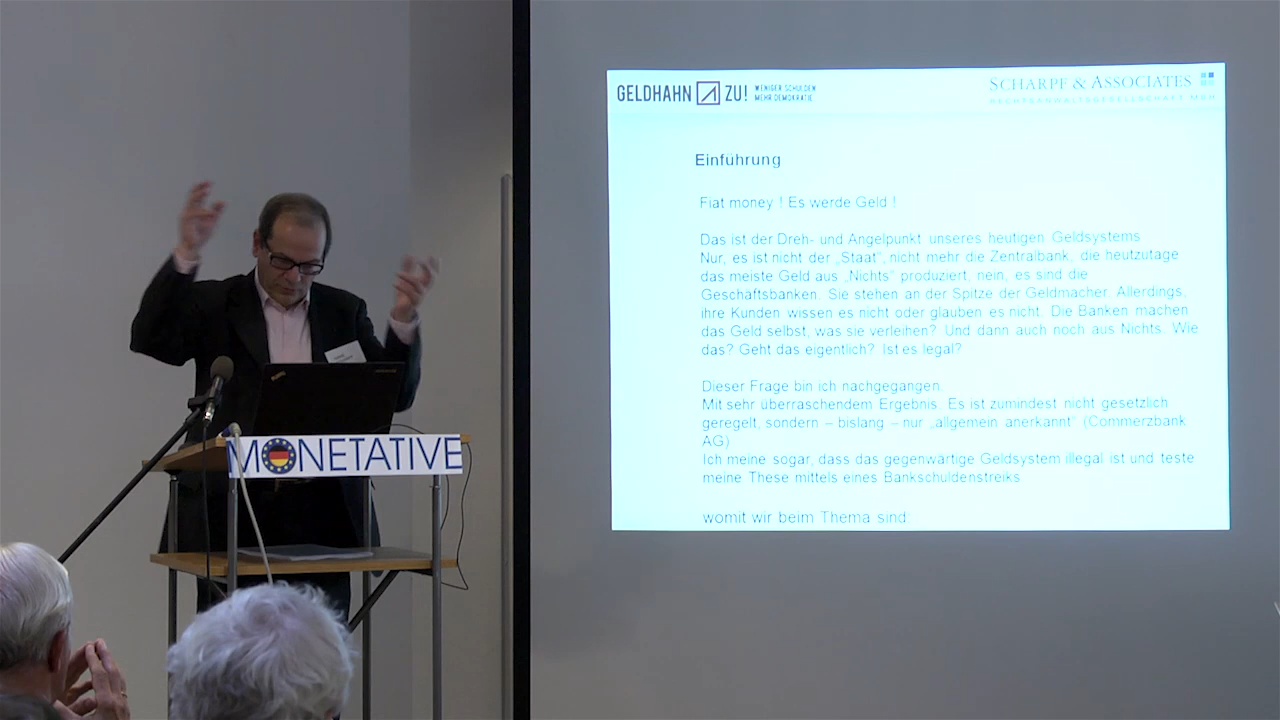 GELDHAHN ZU! WENIGER SCHULDEN
MEHR DEMOKRATIE
SCHARPF & ASSOCIATES
RECHTSANWALTSGESELLSCHAFT MBH
Einführung
Fiat money ! Es werde Geld !
Das ist der Dreh- und Angelpunkt unseres heutigen Geldsystems.
Nur, es ist nicht der „Staat“, nicht mehr die Zentralbank, die heutzutage
das meiste Geld aus „Nichts“ produziert, nein, es sind die
Geschäftsbanken. Sie stehen an der Spitze der Geldmacher. Allerdings,
ihre Kunden wissen es nicht oder glauben es nicht. Die Banken machen
das Geld selbst, was sie verleihen? Und dann auch noch aus Nichts. Wie
das? Geht das eigentlich? Ist es legal?
Dieser Frage bin ich nachgegangen.
Mit sehr überraschendem Ergebnis. Es ist zumindest nicht gesetzlich
geregelt, sondern – bislang – nur „allgemein anerkannt“ (Commerzbank
AG)
Ich meine sogar, dass das gegenwärtige Geldsystem illegal ist und teste
meine These mittels eines Bankschuldenstreiks
womit wir beim Thema sind:
MONETATIVE